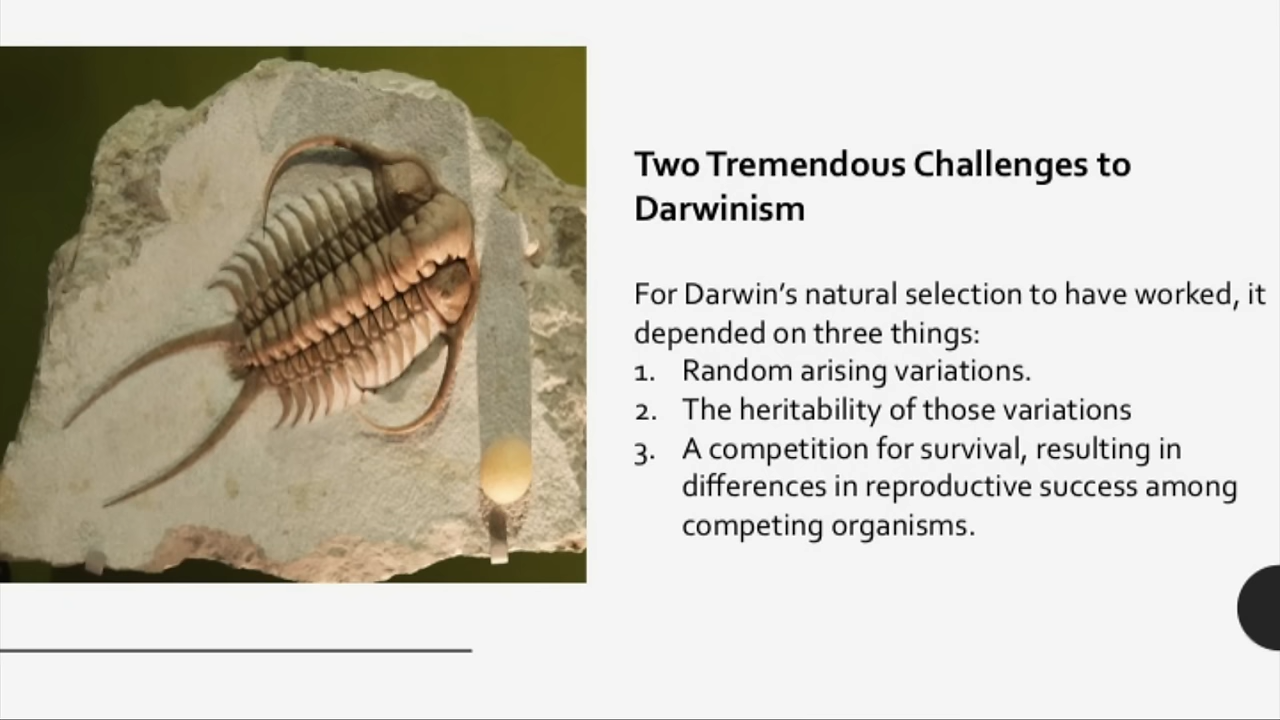 Two Tremendous Challenges to
Darwinism
For Darwin’s natural selection to have worked, it
depended on three things:
1. Random arising variations.
2. The heritability of those variations
3. A competition for survival, resulting in
differences in reproductive success among
competing organisms.